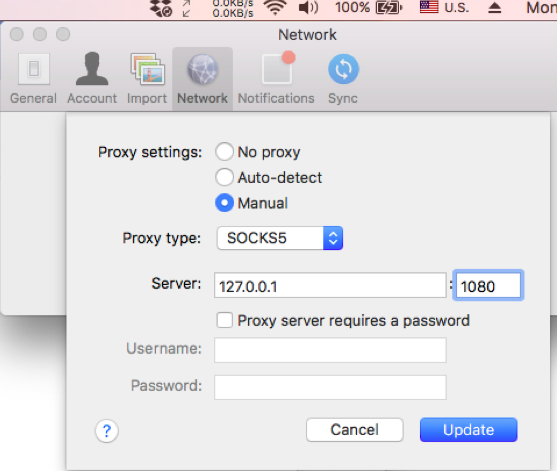 0.0KB/s
0.0KB/s
100%
U.S.
Mon
Network
General Account Import Network Notifications Sync
Proxy settings: No proxy
Auto-detect
Manual
Proxy type: SOCKS5
Server: 127.0.0.1 : 1080
Proxy server requires a password
Username:
Password:
? Cancel Update